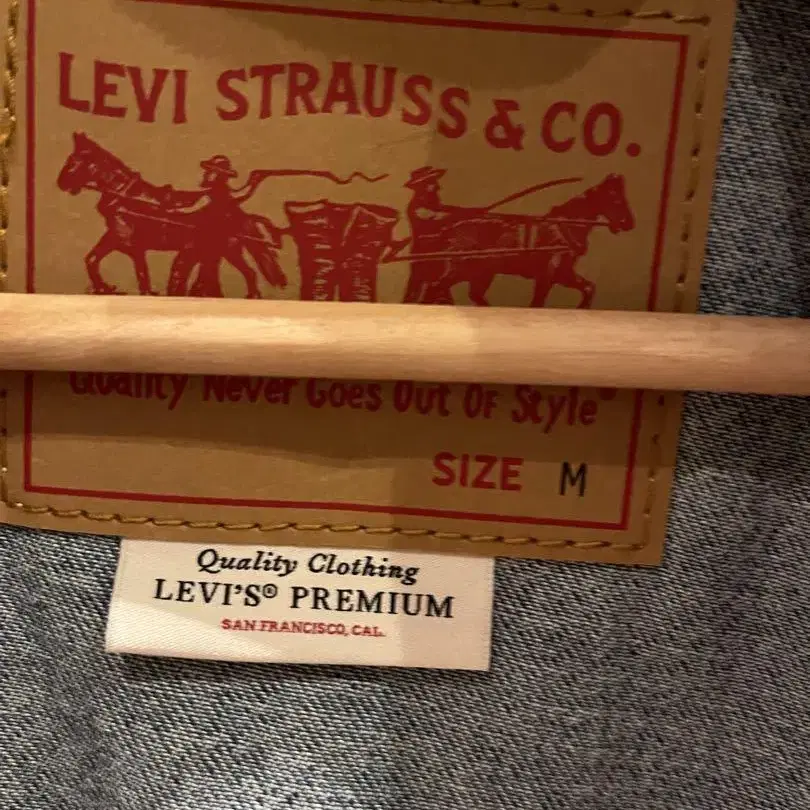 LEVI STRAUSS & CO.
Quality Never Goes Out Of Style®
SIZE M
Quality Clothing
LEVI'S® PREMIUM
SAN FRANCISCO, CAL.